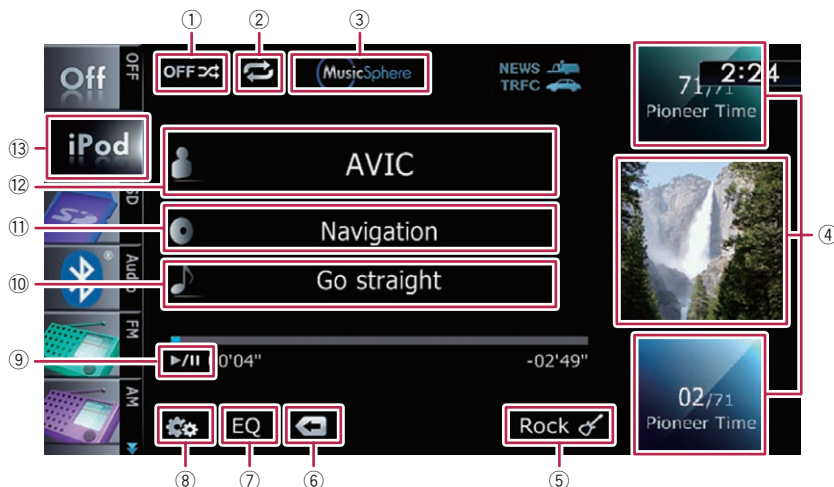 ① ② ③
Off OFF
OFF
MusicSphere
NEWS
TRFC
2:24
71/71
Pioneer Time
⑬ iPod
⑫ AVIC
SD
⑪ Navigation
④
Audio
⑩ Go straight
FM
⑨ ►/II 0'04" -02'49"
AM
EQ
Rock
02/71
Pioneer Time
⑧ ⑦ ⑥ ⑤